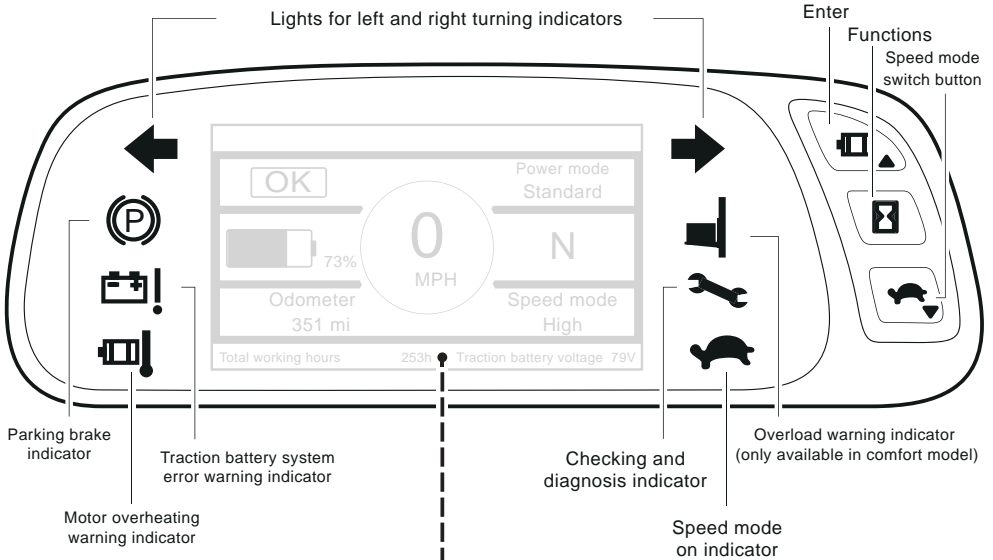 Lights for left and right turning indicators
Enter
Functions
Speed mode
switch button
OK
Power mode
Standard
P
73%
0
MPH
N
Odometer
351 mi
Speed mode
High
Total working hours 253h
Traction battery voltage 79V
Parking brake
indicator
Traction battery system
error warning indicator
Motor overheating
warning indicator
Checking and
diagnosis indicator
Overload warning indicator
(only available in comfort model)
Speed mode
on indicator